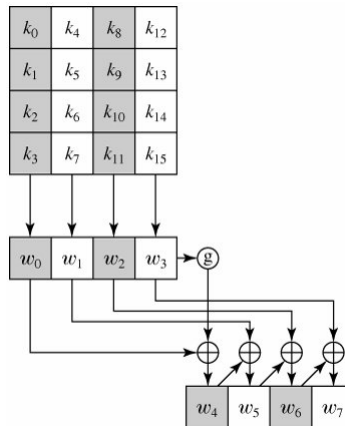 k₀ k₄ k₈ k₁₂
k₁ k₅ k₉ k₁₃
k₂ k₆ k₁₀ k₁₄
k₃ k₇ k₁₁ k₁₅
w₀ w₁ w₂ w₃ g
w₄ w₅ w₆ w₇